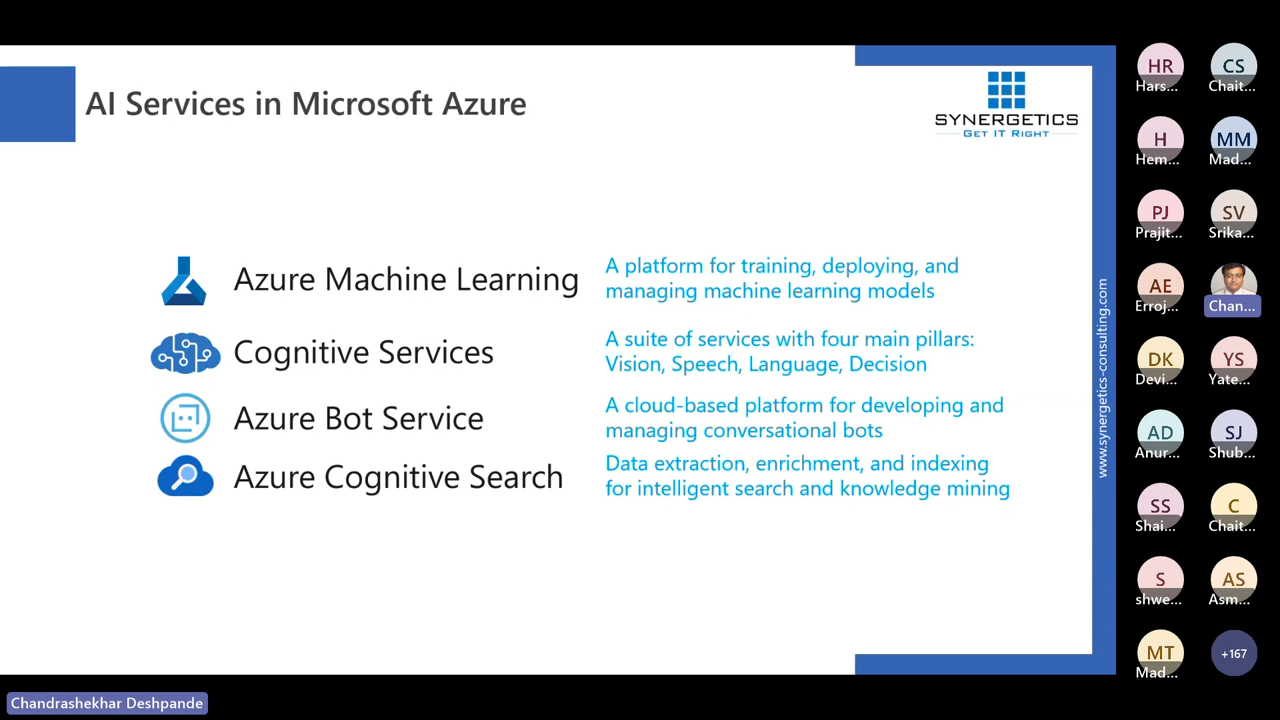 AI Services in Microsoft Azure
SYNERGETICS
GET IT RIGHT
Azure Machine Learning
A platform for training, deploying, and
managing machine learning models
Cognitive Services
A suite of services with four main pillars:
Vision, Speech, Language, Decision
Azure Bot Service
A cloud-based platform for developing and
managing conversational bots
Azure Cognitive Search
Data extraction, enrichment, and indexing
for intelligent search and knowledge mining
www.synergetics-consulting.com
HR
Hars...
CS
Chait...
H
Hem...
MM
Mad...
PJ
Prajit...
SV
Srika...
AE
Erroj...
Chan...
DK
Devi...
YS
Yate...
AD
Anur...
SJ
Shub...
SS
Shai...
C
Chait...
S
shwe...
AS
Asm...
MT
Mad...
+167
Chandrashekhar Deshpande